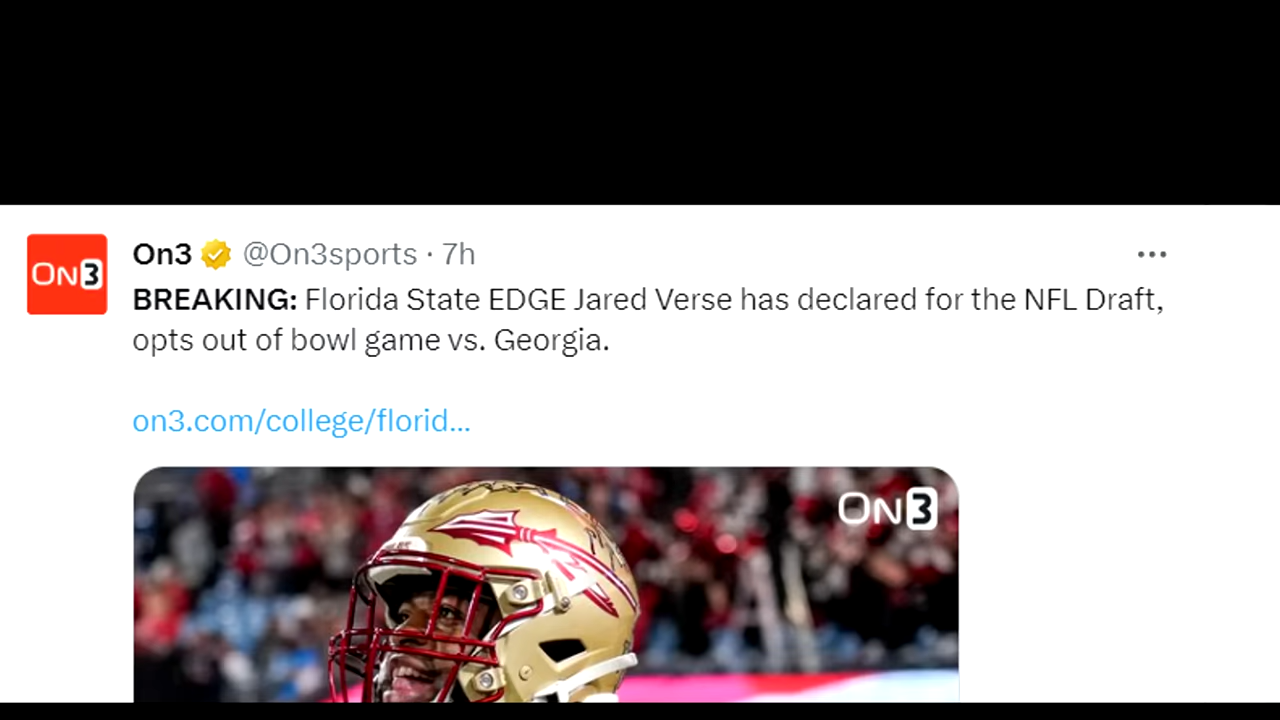 ON3
On3 @On3sports · 7h
BREAKING: Florida State EDGE Jared Verse has declared for the NFL Draft,
opts out of bowl game vs. Georgia.
on3.com/college/florid...
ON3